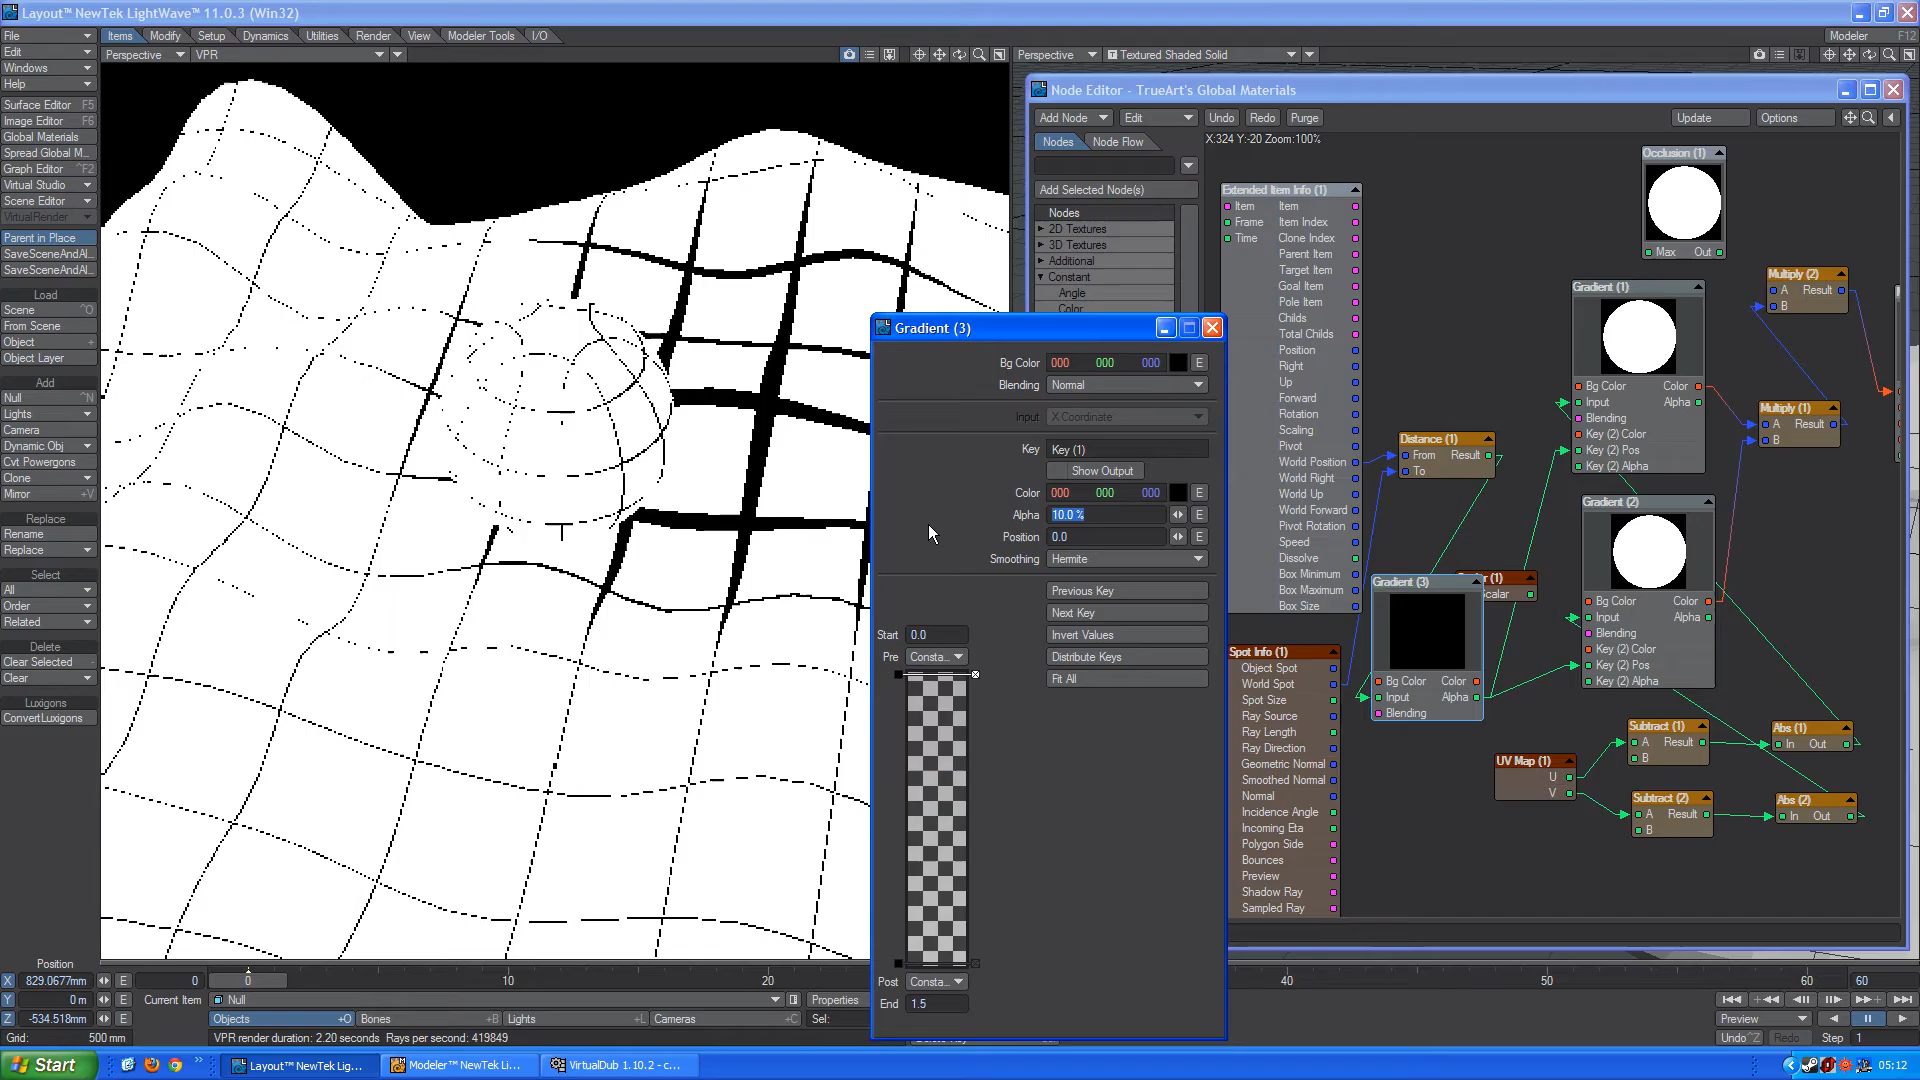 Layout™ NewTek LightWave™ 11.0.3 (Win32)
File
Edit
Windows
Help
Items Modify Setup Dynamics Utilities Render View Modeler Tools I/O
Modeler F12
Perspective VPR
Perspective Textured Shaded Solid
Surface Editor F5
Image Editor F6
Global Materials
Spread Global M...
Graph Editor ^F2
Virtual Studio
Scene Editor
VirtualRender
Parent in Place
SaveSceneAndAl...
SaveSceneAndAl...
Load
Scene ^O
From Scene
Object +
Object Layer
Add
Null ^N
Lights
Camera
Dynamic Obj
Cvt Powergons
Clone
Mirror +V
Replace
Rename
Replace
Select
All
Order
Related
Delete
Clear Selected -
Clear
Luxigons
ConvertLuxigons
Node Editor - TrueArt's Global Materials
Add Node Edit Undo Redo Purge Update Options
Nodes Node Flow
X:324 Y:-20 Zoom:100%
Add Selected Node(s)
Nodes
2D Textures
3D Textures
Additional
Constant
Angle
Color
Extended Item Info (1)
Item Item
Frame Item Index
Time Clone Index
Parent Item
Target Item
Goal Item
Pole Item
Childs
Total Childs
Position
Right
Up
Forward
Rotation
Scaling
Pivot
World Position
World Right
World Up
World Forward
Pivot Rotation
Speed
Dissolve
Box Minimum
Box Maximum
Box Size
Spot Info (1)
Object Spot
World Spot
Spot Size
Ray Source
Ray Length
Ray Direction
Geometric Normal
Smoothed Normal
Normal
Incidence Angle
Incoming Eta
Polygon Side
Bounces
Preview
Shadow Ray
Sampled Ray
Distance (1)
From Result
To
(1)
Scalar
Gradient (3)
Bg Color Color
Input Alpha
Blending
Occlusion (1)
Max Out
Gradient (1)
Bg Color Color
Input Alpha
Blending
Key (2) Color
Key (2) Pos
Key (2) Alpha
Gradient (2)
Bg Color Color
Input Alpha
Blending
Key (2) Color
Key (2) Pos
Key (2) Alpha
Multiply (2)
A Result
B
Multiply (1)
A Result
B
UV Map (1)
U
V
Subtract (1)
A Result
B
Subtract (2)
A Result
B
Abs (1)
In Out
Abs (2)
In Out
Gradient (3)
Bg Color 000 000 000 E
Blending Normal
Input X Coordinate
Key Key (1)
Show Output
Color 000 000 000 E
Alpha 10.0 % E
Position 0.0 E
Smoothing Hermite
Previous Key
Next Key
Invert Values
Distribute Keys
Fit All
Start 0.0
Pre Consta...
Post Consta...
End 1.5
Position
X 829.0677mm E
Y 0 m E
Z -534.518mm E
Grid: 500 mm
0 0 10 20 40 50 60 60
Current Item Null Properties
Objects +O Bones +B Lights +L Cameras +C Sel:
VPR render duration: 2.20 seconds Rays per second: 419849
Preview
Undo ^Z Redo Step 1
Start Layout™ NewTek Lig... Modeler™ NewTek Li... VirtualDub 1.10.2 - c... 05:12